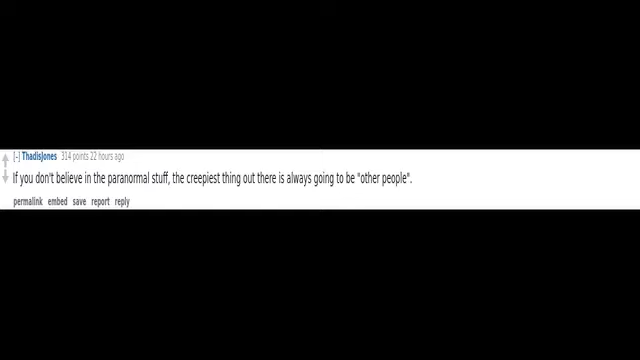 [-] ThadisJones 314 points 22 hours ago
If you don't believe in the paranormal stuff, the creepiest thing out there is always going to be "other people".
permalink embed save report reply